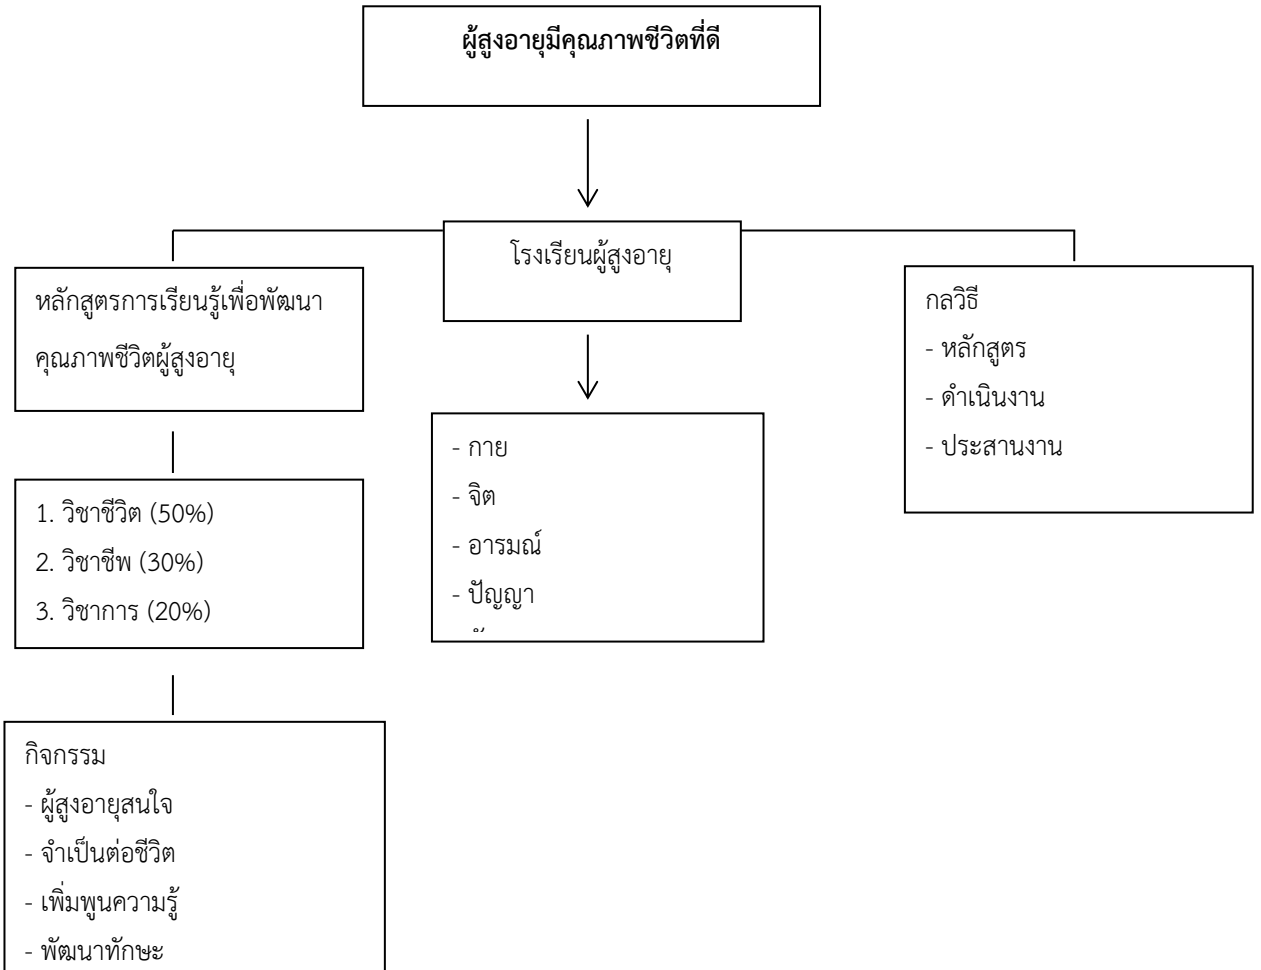 ผู้สูงอายุมีคุณภาพชีวิตที่ดี
โรงเรียนผู้สูงอายุ
หลักสูตรการเรียนรู้เพื่อพัฒนา
คุณภาพชีวิตผู้สูงอายุ
1. วิชาชีวิต (50%)
2. วิชาชีพ (30%)
3. วิชาการ (20%)
กิจกรรม
- ผู้สูงอายุสนใจ
- จำเป็นต่อชีวิต
- เพิ่มพูนความรู้
- พัฒนาทักษะ
- กาย
- จิต
- อารมณ์
- ปัญญา
กลวิธี
- หลักสูตร
- ดำเนินงาน
- ประสานงาน